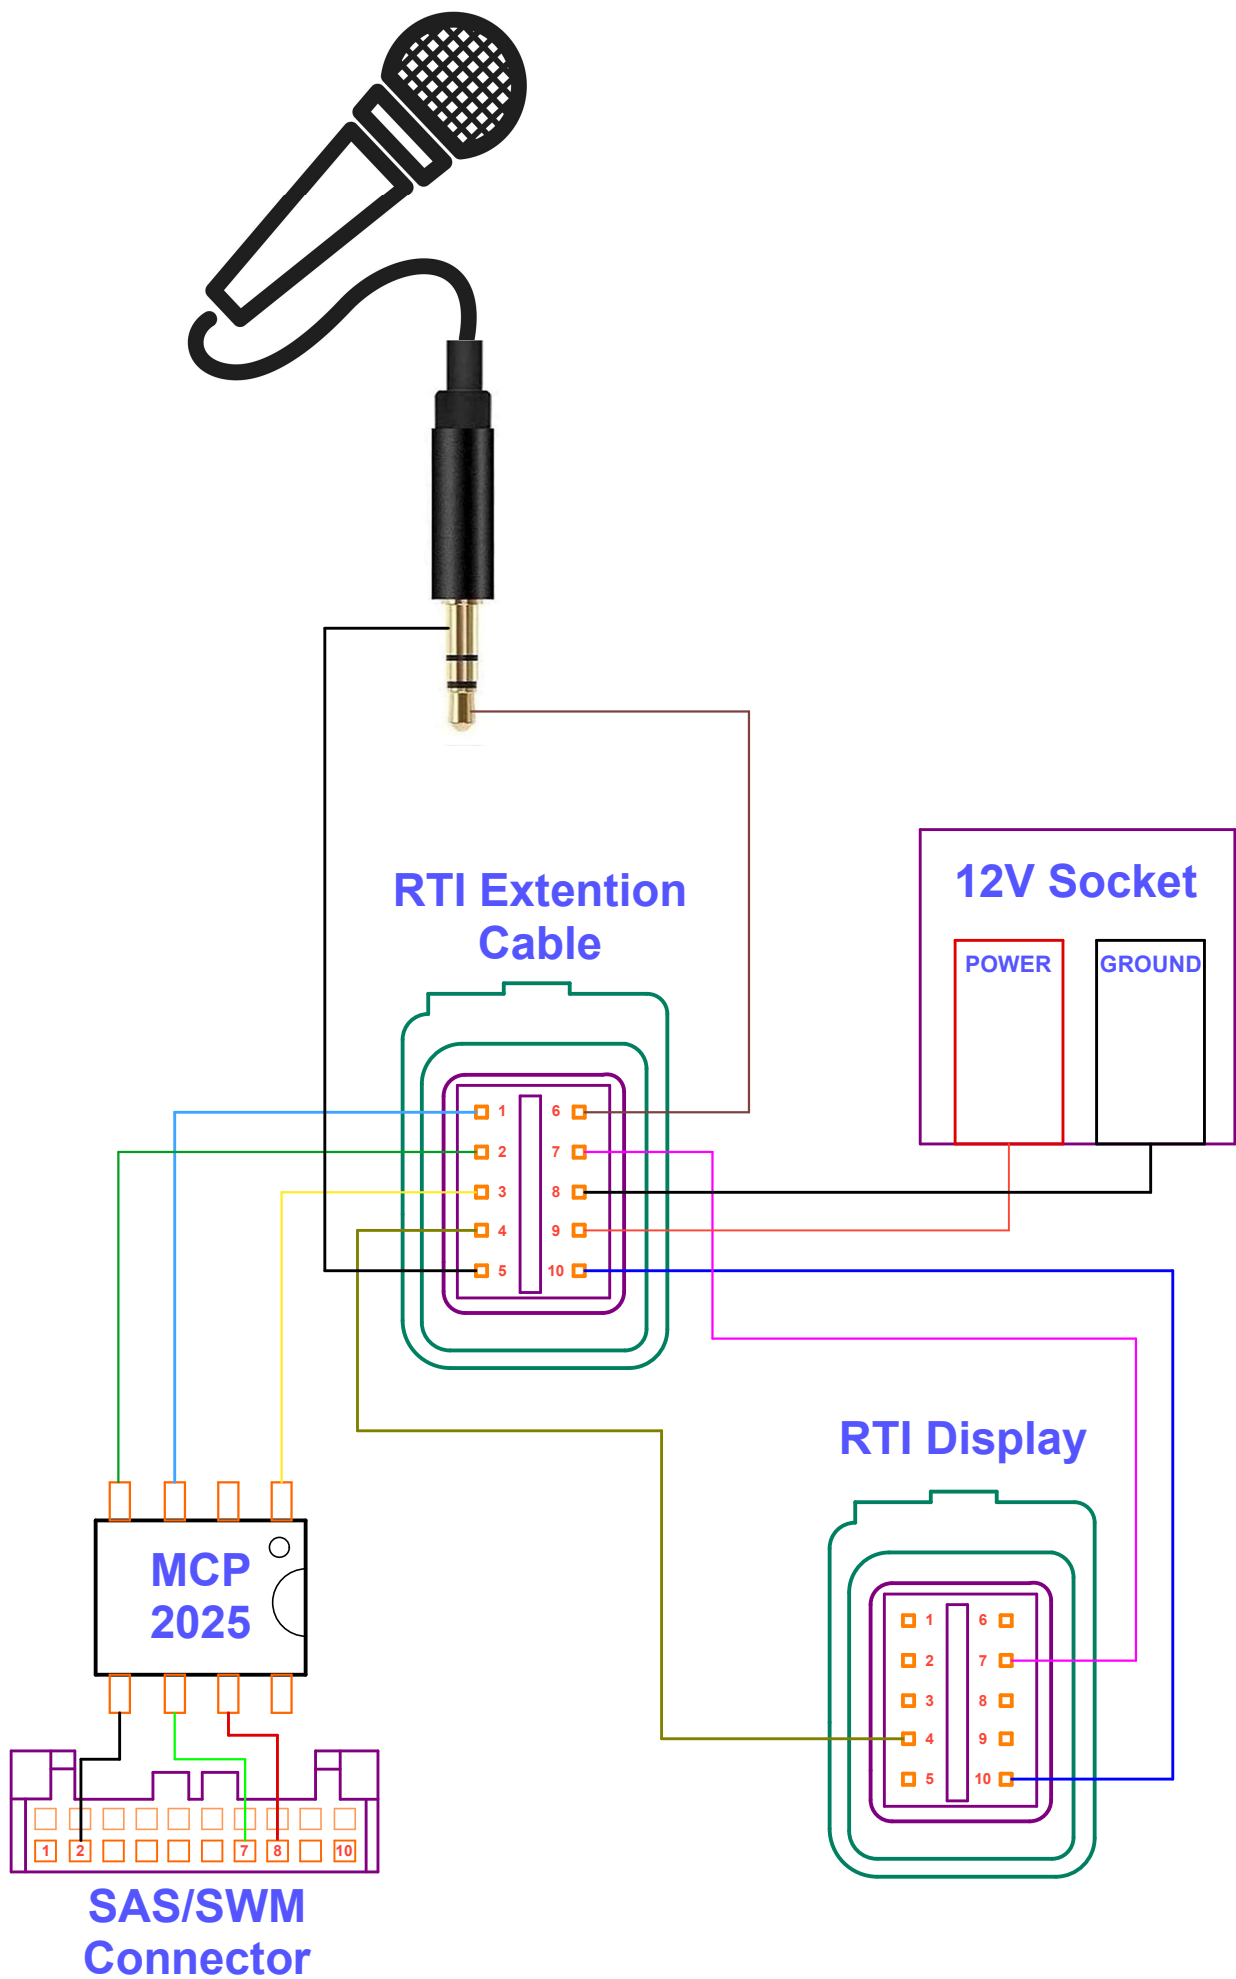 RTI Extention
Cable
12V Socket
POWER
GROUND
1 6
2 7
3 8
4 9
5 10
RTI Display
1 6
2 7
3 8
4 9
5 10
MCP
2025
1 2 7 8 10
SAS/SWM
Connector